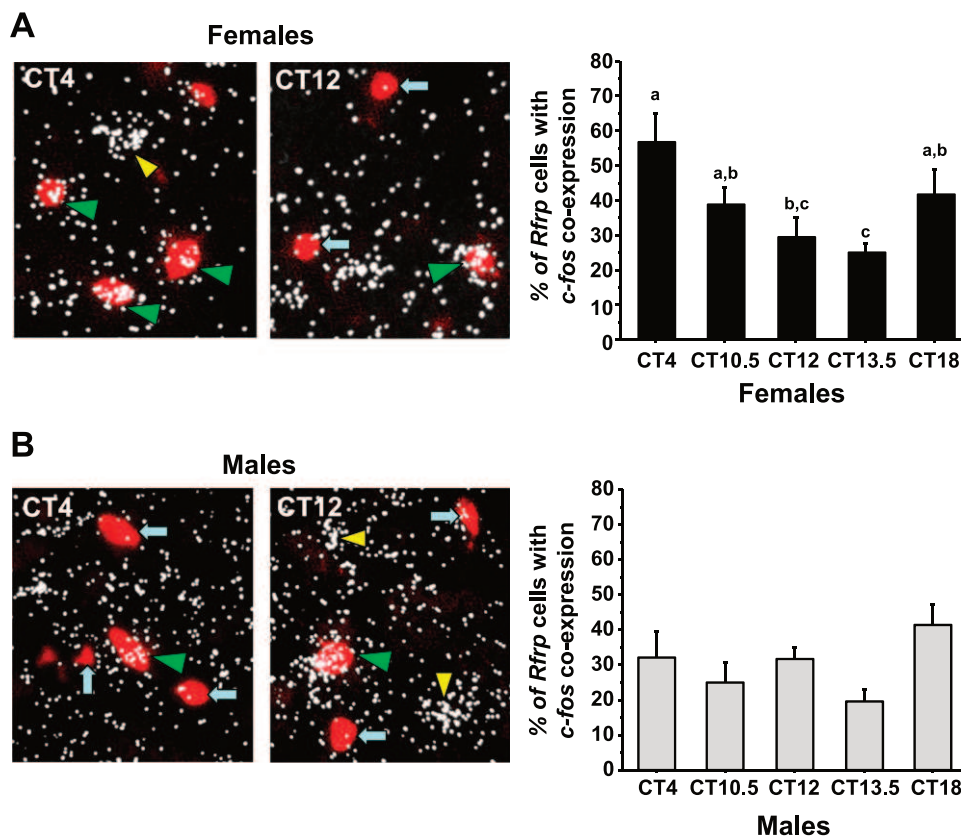 A
Females
CT4
CT12
% of Rfrp cells with
c-fos co-expression
80
70
60
50
40
30
20
10
0
a
a,b
b,c
c
a,b
CT4 CT10.5 CT12 CT13.5 CT18
Females
B
Males
CT4
CT12
% of Rfrp cells with
c-fos co-expression
80
70
60
50
40
30
20
10
0
CT4 CT10.5 CT12 CT13.5 CT18
Males